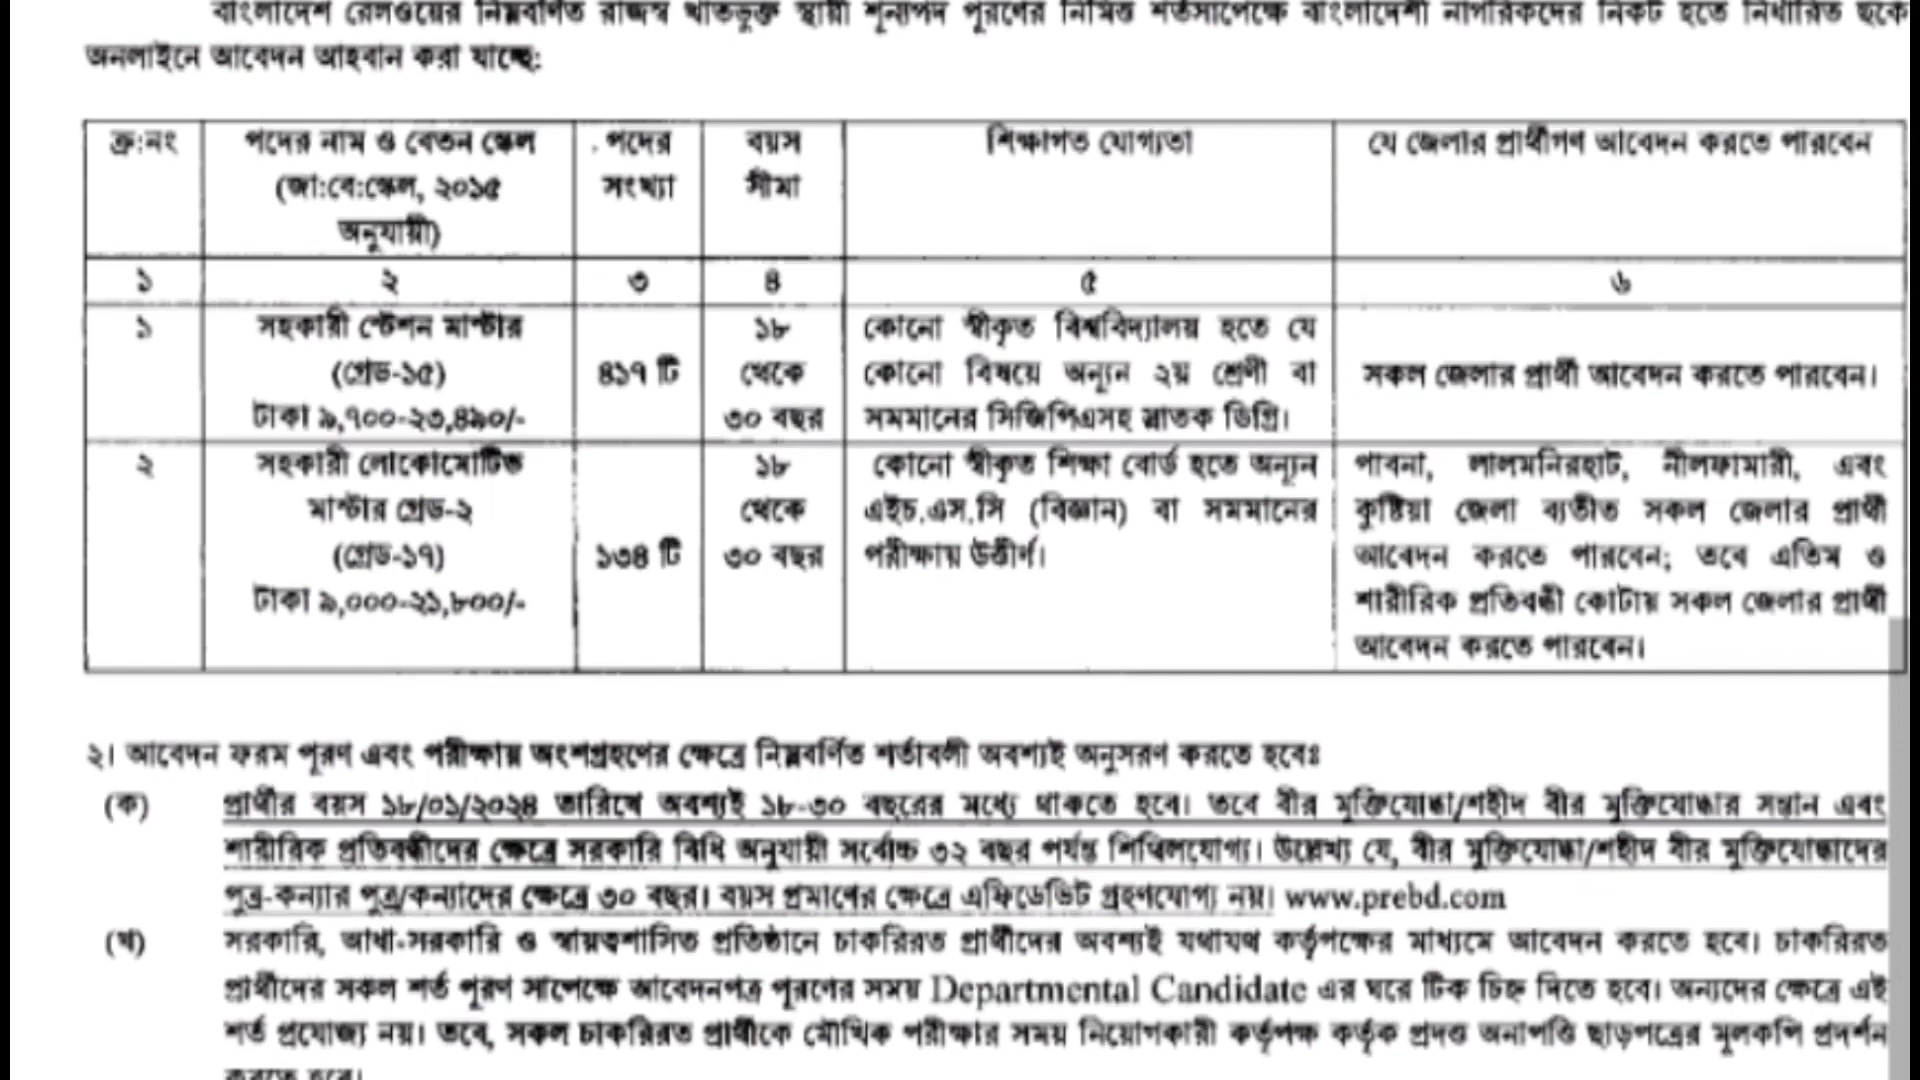 বাংলাদেশ রেলওয়ের নিম্নবর্ণিত রাজস্ব খাতভুক্ত স্থায়ী শূন্যপদ পূরণের নিমিত্ত শর্তসাপেক্ষে বাংলাদেশী নাগরিকদের নিকট হতে নির্ধারিত ছকে
অনলাইনে আবেদন আহবান করা যাচ্ছে:
ক্র:নং
পদের নাম ও বেতন স্কেল
(জা:বে:স্কেল, ২০১৫
অনুযায়ী)
পদের
সংখ্যা
বয়স
সীমা
শিক্ষাগত যোগ্যতা
যে জেলার প্রার্থীগণ আবেদন করতে পারবেন
১ ২ ৩ ৪ ৫ ৬
১
সহকারী স্টেশন মাস্টার
(গ্রেড-১৫)
টাকা ৯,৭০০-২৩,৪৯০/-
৪১৭ টি
১৮
থেকে
৩০ বছর
কোনো স্বীকৃত বিশ্ববিদ্যালয় হতে যে
কোনো বিষয়ে অন্যূন ২য় শ্রেণী বা
সমমানের সিজিপিএসহ স্নাতক ডিগ্রি।
সকল জেলার প্রার্থী আবেদন করতে পারবেন।
২
সহকারী লোকোমোটিভ
মাস্টার গ্রেড-২
(গ্রেড-১৭)
টাকা ৯,০০০-২১,৮০০/-
১৩৪ টি
১৮
থেকে
৩০ বছর
কোনো স্বীকৃত শিক্ষা বোর্ড হতে অন্যূন
এইচ.এস.সি (বিজ্ঞান) বা সমমানের
পরীক্ষায় উত্তীর্ণ।
পাবনা, লালমনিরহাট, নীলফামারী, এবং
কুষ্টিয়া জেলা ব্যতীত সকল জেলার প্রার্থী
আবেদন করতে পারবেন; তবে এতিম ও
শারীরিক প্রতিবন্ধী কোটায় সকল জেলার প্রার্থী
আবেদন করতে পারবেন।
২। আবেদন ফরম পূরণ এবং পরীক্ষায় অংশগ্রহণের ক্ষেত্রে নিম্নবর্ণিত শর্তাবলী অবশ্যই অনুসরণ করতে হবেঃ
(ক) প্রার্থীর বয়স ১৮/০১/২০২৪ তারিখে অবশ্যই ১৮-৩০ বছরের মধ্যে থাকতে হবে। তবে বীর মুক্তিযোদ্ধা/শহীদ বীর মুক্তিযোদ্ধার সন্তান এবং
শারীরিক প্রতিবন্ধীদের ক্ষেত্রে সরকারি বিধি অনুযায়ী সর্বোচ্চ ৩২ বছর পর্যন্ত শিথিলযোগ্য। উল্লেখ্য যে, বীর মুক্তিযোদ্ধা/শহীদ বীর মুক্তিযোদ্ধাদের
পুত্র-কন্যার পুত্র/কন্যাদের ক্ষেত্রে ৩০ বছর। বয়স প্রমাণের ক্ষেত্রে এফিডেভিট গ্রহণযোগ্য নয়। www.prebd.com
(খ) সরকারি, আধা-সরকারি ও স্বায়ত্বশাসিত প্রতিষ্ঠানে চাকরিরত প্রার্থীদের অবশ্যই যথাযথ কর্তৃপক্ষের মাধ্যমে আবেদন করতে হবে। চাকরিরত
প্রার্থীদের সকল শর্ত পূরণ সাপেক্ষে আবেদনপত্র পূরণের সময় Departmental Candidate এর ঘরে টিক চিহ্ন দিতে হবে। অন্যদের ক্ষেত্রে এই
শর্ত প্রযোজ্য নয়। তবে, সকল চাকরিরত প্রার্থীকে মৌখিক পরীক্ষার সময় নিয়োগকারী কর্তৃপক্ষ কর্তৃক প্রদত্ত অনাপত্তি ছাড়পত্রের মূলকপি প্রদর্শন
করতে হবে।